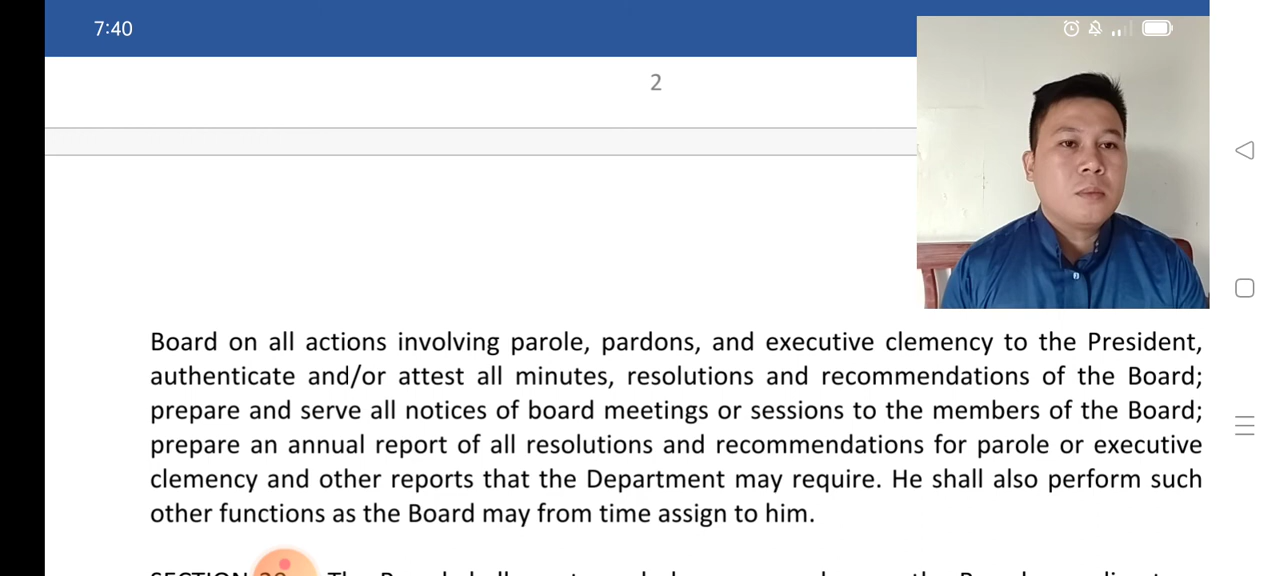 7:40
2
Board on all actions involving parole, pardons, and executive clemency to the President,
authenticate and/or attest all minutes, resolutions and recommendations of the Board;
prepare and serve all notices of board meetings or sessions to the members of the Board;
prepare an annual report of all resolutions and recommendations for parole or executive
clemency and other reports that the Department may require. He shall also perform such
other functions as the Board may from time assign to him.
SECTION